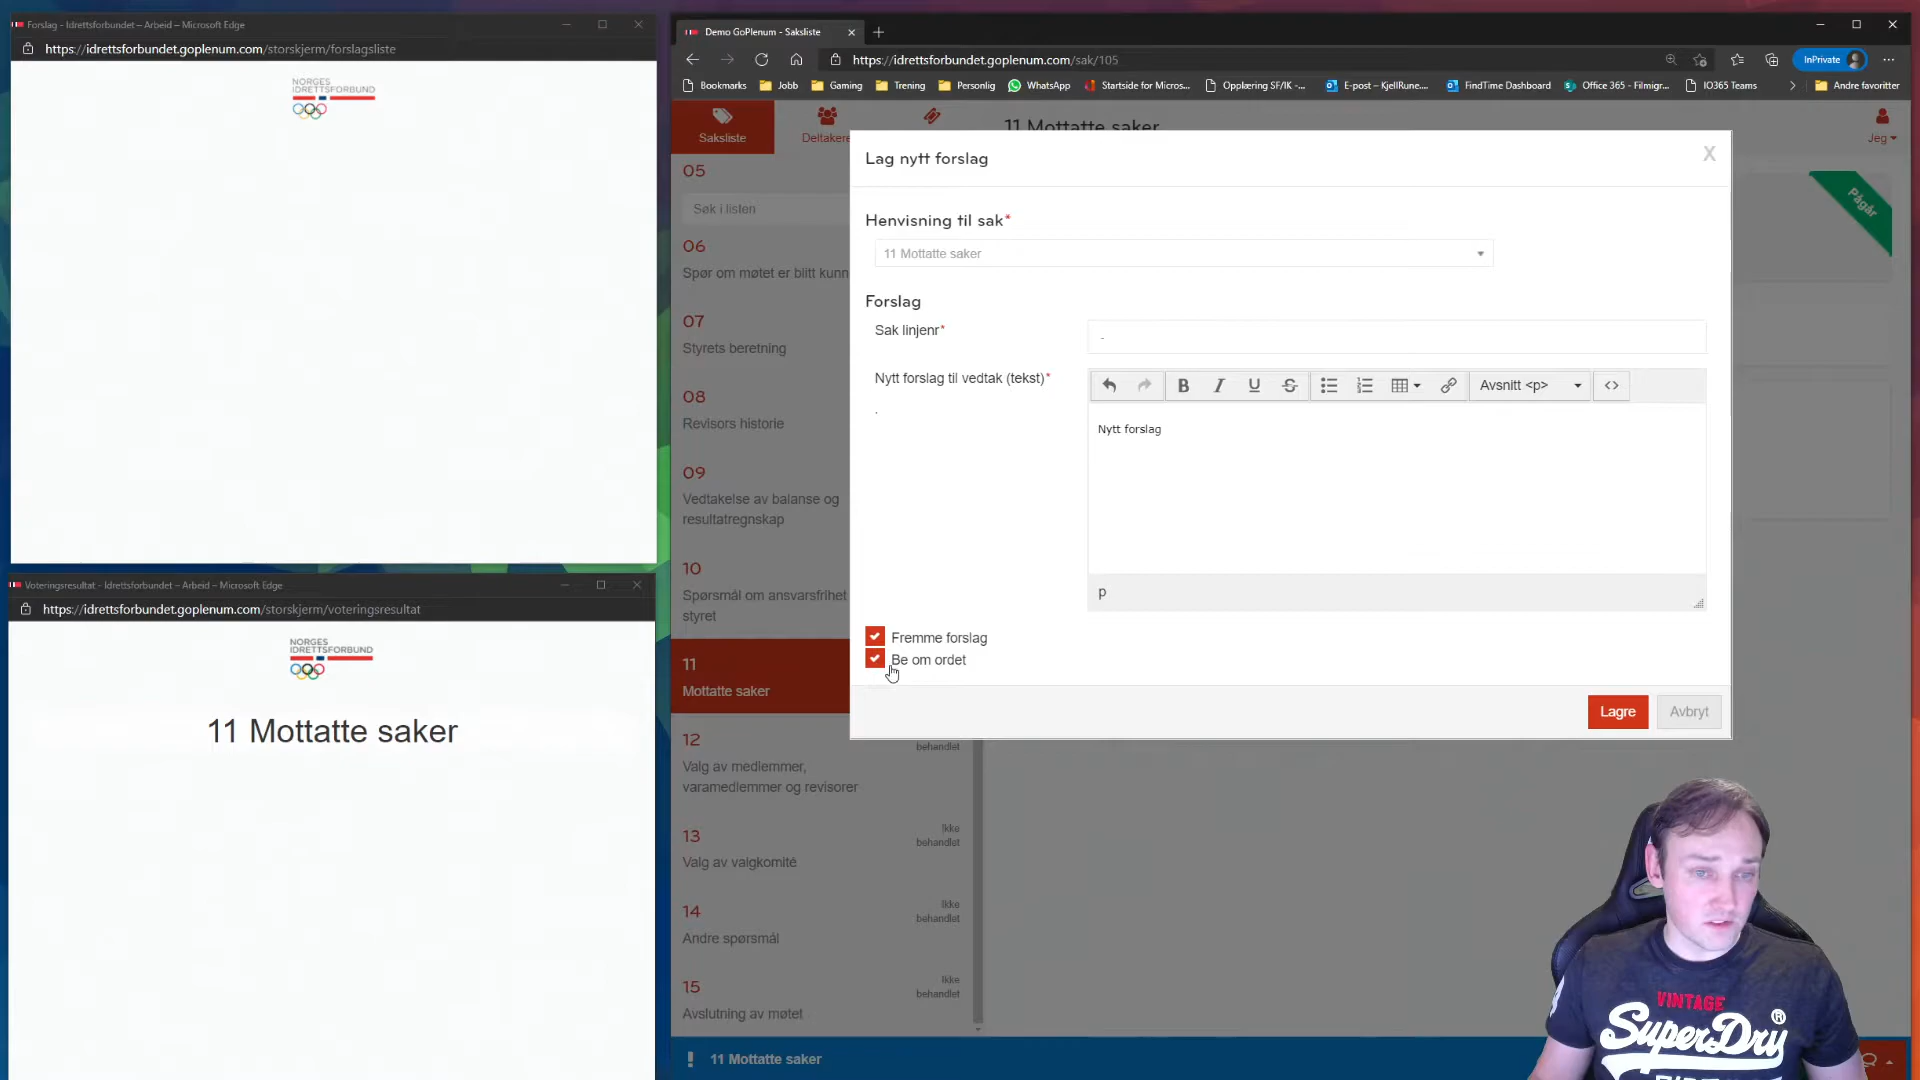 Forslag - Idrettsforbundet – Arbeid – Microsoft Edge
https://idrettsforbundet.goplenum.com/storskjerm/forslagsliste
NORGES
IDRETTSFORBUND
Voteringsresultat - Idrettsforbundet – Arbeid – Microsoft Edge
https://idrettsforbundet.goplenum.com/storskjerm/voteringsresultat
NORGES
IDRETTSFORBUND
11 Mottatte saker
Demo GoPlenum - Saksliste
https://idrettsforbundet.goplenum.com/sak/105
InPrivate
Bookmarks
Jobb
Gaming
Trening
Personlig
WhatsApp
Startside for Micros...
Opplæring SF/IK -...
E-post – KjellRune...
FindTime Dashboard
Office 365 - Filmigr...
IO365 Teams
Andre favoritter
Saksliste
Deltakere
11 Mottatte saker
Jeg
Pågår
05
Søk i listen
06
Spør om møtet er blitt kunn
07
Styrets beretning
08
Revisors historie
09
Vedtakelse av balanse og
resultatregnskap
10
Spørsmål om ansvarsfrihet
styret
11
Mottatte saker
12
behandlet
Valg av medlemmer,
varamedlemmer og revisorer
13
Ikke
behandlet
Valg av valgkomité
14
Ikke
behandlet
Andre spørsmål
15
Ikke
behandlet
Avslutning av møtet
! 11 Mottatte saker
Lag nytt forslag
X
Henvisning til sak*
11 Mottatte saker
Forslag
Sak linjenr*
-
Nytt forslag til vedtak (tekst)*
.
B I U S
Avsnitt <p>
<>
Nytt forslag
p
Fremme forslag
Be om ordet
Lagre
Avbryt
VINTAGE
SuperDry
®